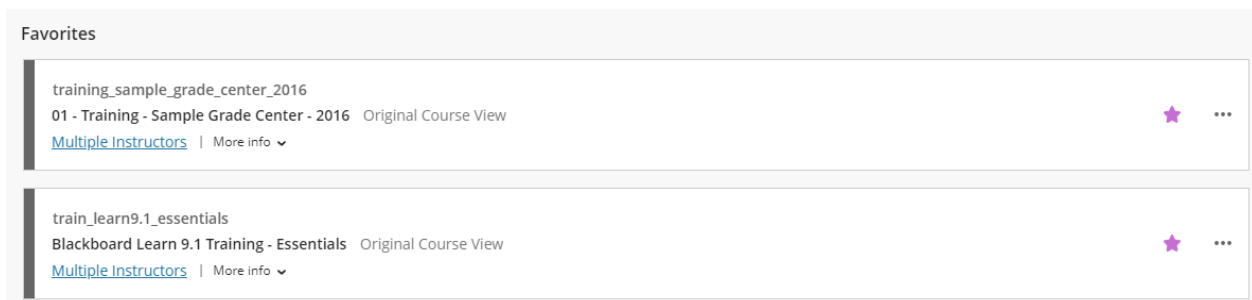 Favorites
training_sample_grade_center_2016
01 - Training - Sample Grade Center - 2016 Original Course View
Multiple Instructors | More info
train_learn9.1_essentials
Blackboard Learn 9.1 Training - Essentials Original Course View
Multiple Instructors | More info